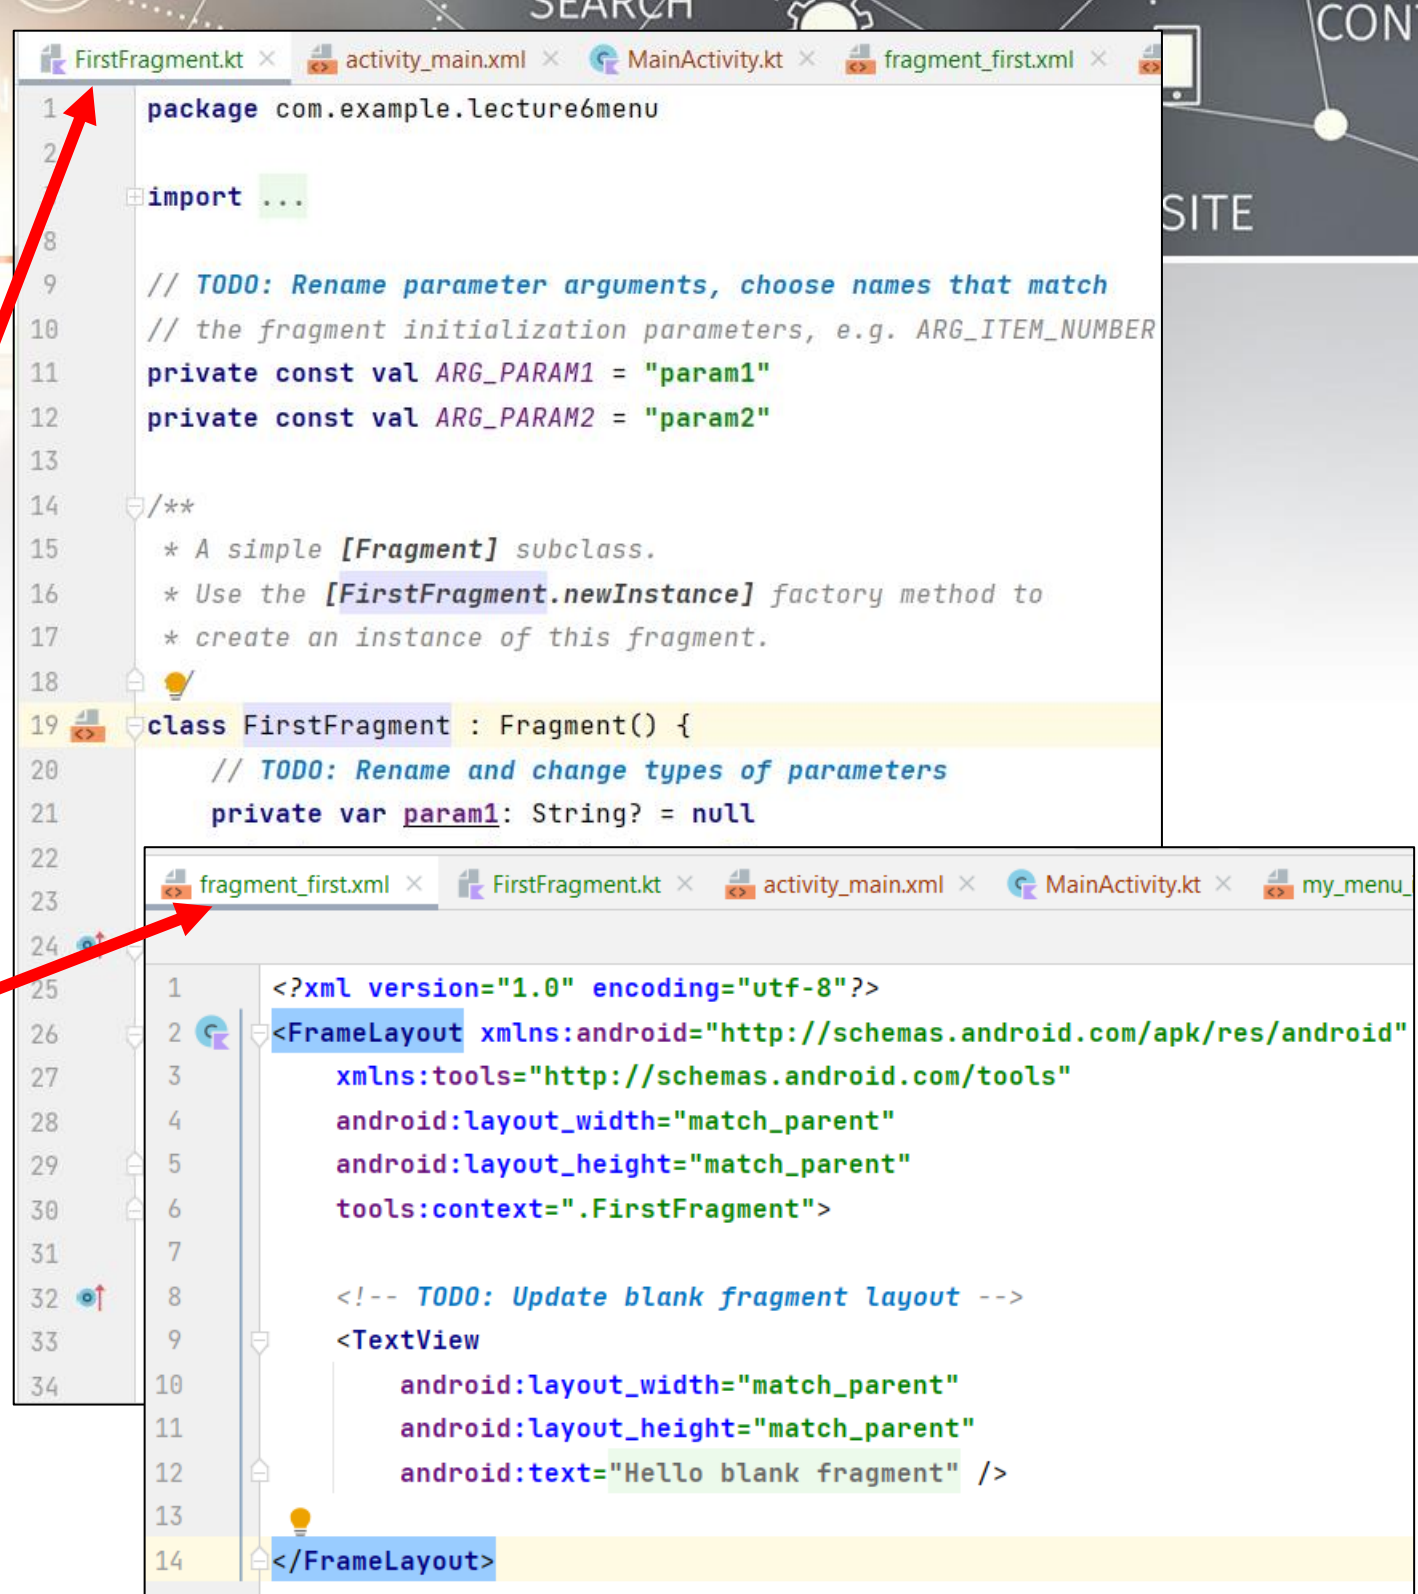 SEARCH
CON
SITE
FirstFragment.kt × activity_main.xml × MainActivity.kt × fragment_first.xml ×
1 package com.example.lecture6menu
2
import ...
8
9 // TODO: Rename parameter arguments, choose names that match
10 // the fragment initialization parameters, e.g. ARG_ITEM_NUMBER
11 private const val ARG_PARAM1 = "param1"
12 private const val ARG_PARAM2 = "param2"
13
14 /**
15 * A simple [Fragment] subclass.
16 * Use the [FirstFragment.newInstance] factory method to
17 * create an instance of this fragment.
18 */
19 class FirstFragment : Fragment() {
20 // TODO: Rename and change types of parameters
21 private var param1: String? = null
22
23
24
25
26
27
28
29
30
31
32
33
34
fragment_first.xml × FirstFragment.kt × activity_main.xml × MainActivity.kt × my_menu_
1 <?xml version="1.0" encoding="utf-8"?>
2 <FrameLayout xmlns:android="http://schemas.android.com/apk/res/android"
3 xmlns:tools="http://schemas.android.com/tools"
4 android:layout_width="match_parent"
5 android:layout_height="match_parent"
6 tools:context=".FirstFragment">
7
8 <!-- TODO: Update blank fragment layout -->
9 <TextView
10 android:layout_width="match_parent"
11 android:layout_height="match_parent"
12 android:text="Hello blank fragment" />
13
14 </FrameLayout>